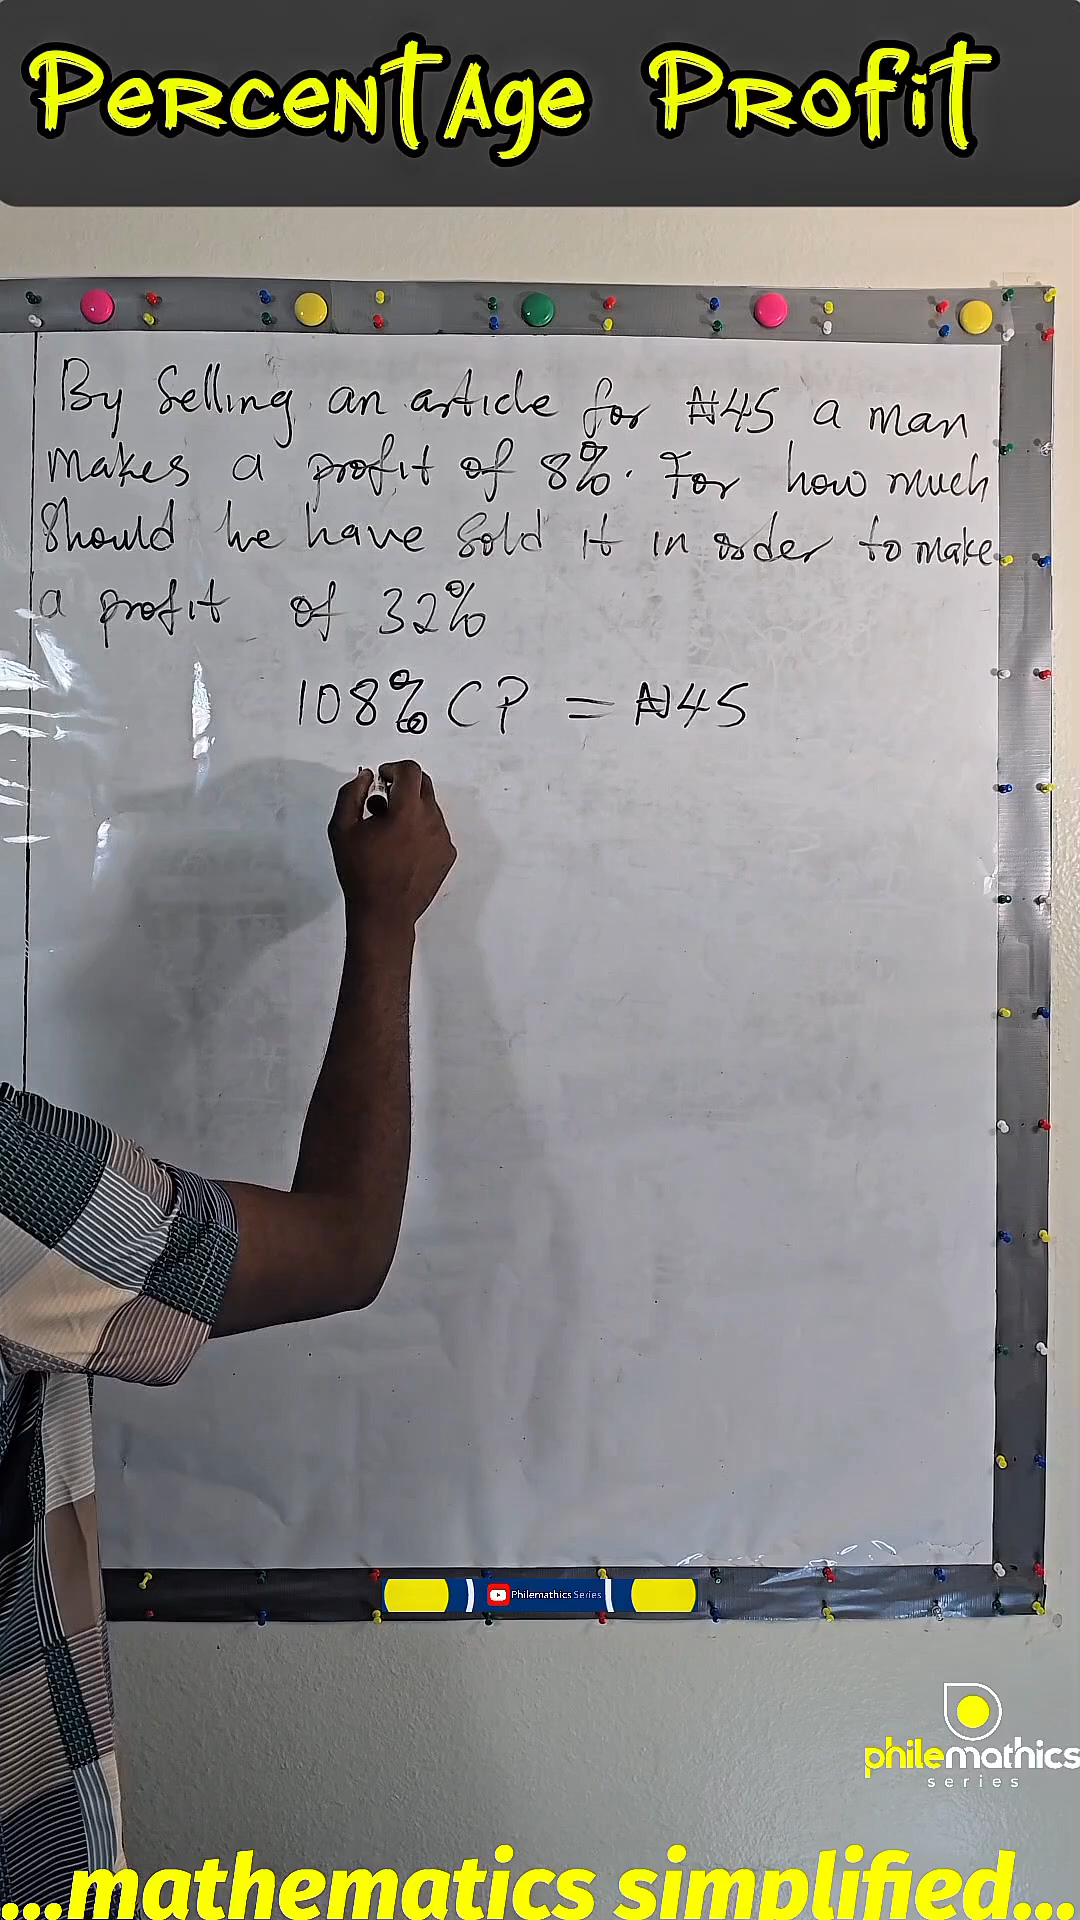 Percentage Profit
By Selling an article for ₦45 a man
makes a profit of 8%. For how much
Should he have Sold it in order to make
a profit of 32%
108% CP = ₦45
Philemathics Series
philemathics
series
...mathematics simplified...